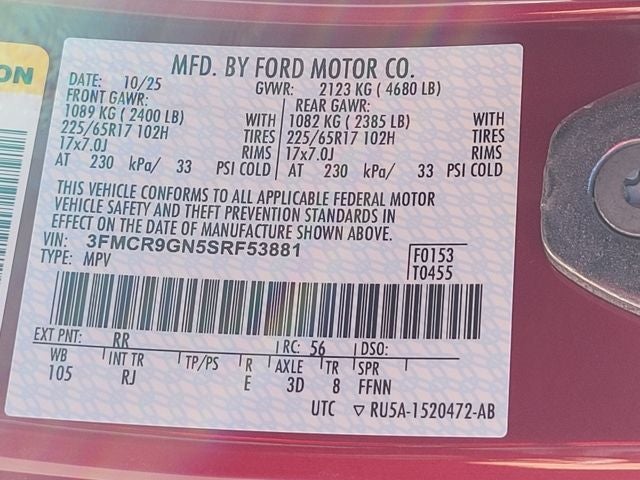 ON
MFD. BY FORD MOTOR CO.
DATE: 10/25 GVWR: 2123 KG ( 4680 LB)
FRONT GAWR: REAR GAWR:
1089 KG ( 2400 LB) WITH 1082 KG ( 2385 LB) WITH
225/65R17 102H TIRES 225/65R17 102H TIRES
17x7.0J RIMS 17x7.0J RIMS
AT 230 kPa/ 33 PSI COLD AT 230 kPa/ 33 PSI COLD
THIS VEHICLE CONFORMS TO ALL APPLICABLE FEDERAL MOTOR
VEHICLE SAFETY AND THEFT PREVENTION STANDARDS IN
EFFECT ON THE DATE OF MANUFACTURE SHOWN ABOVE.
VIN: 3FMCR9GN5SRF53881 F0153
TYPE: MPV T0455
EXT PNT: RR RC: 56 DSO:
WB INT TR TP/PS R AXLE TR SPR
105 RJ E 3D 8 FFNN
UTC ▽ RU5A-1520472-AB